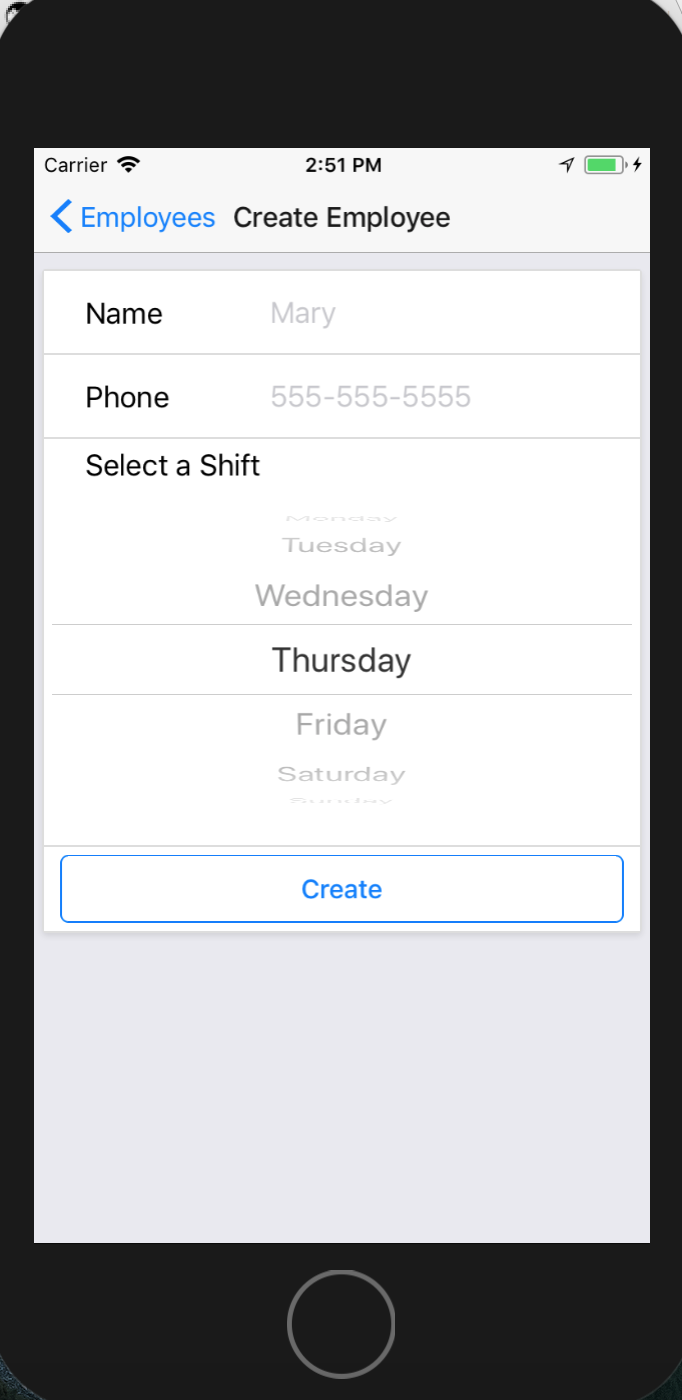 Carrier 2:51 PM
Employees Create Employee
Name Mary
Phone 555-555-5555
Select a Shift
Monday
Tuesday
Wednesday
Thursday
Friday
Saturday
Sunday
Create